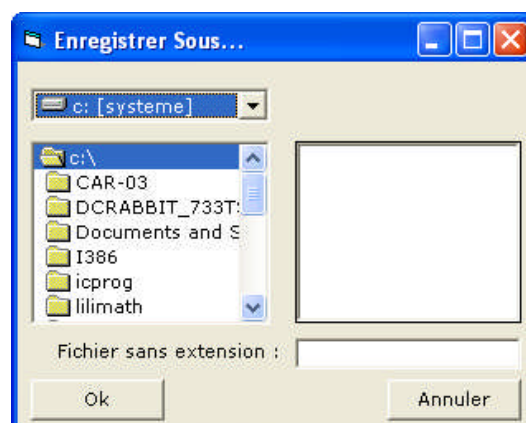 Enregistrer Sous...
c: [systeme]
c:\
CAR-03
DCRABBIT_733T
Documents and S
I386
icprog
lilimath
Fichier sans extension :
Ok
Annuler